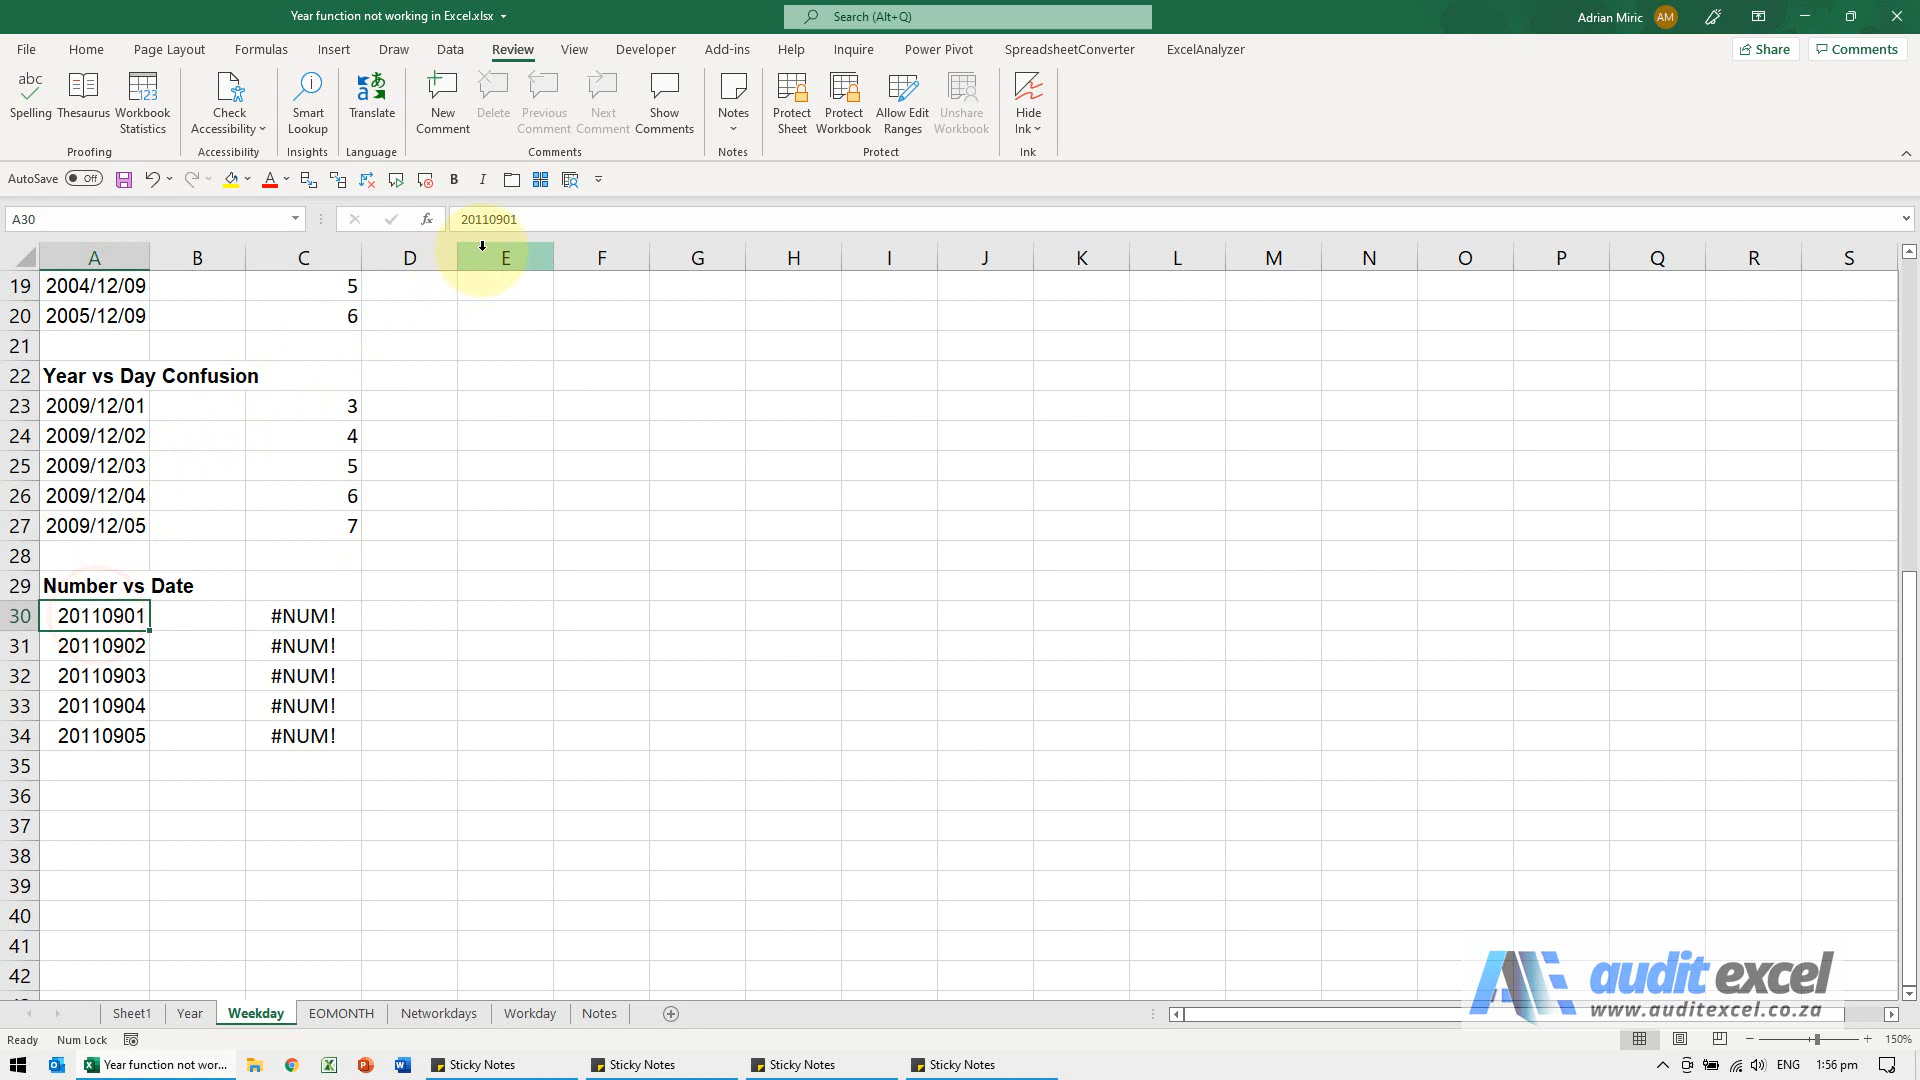 Year function not working in Excel.xlsx
Search (Alt+Q)
Adrian Miric AM
File Home Page Layout Formulas Insert Draw Data Review View Developer Add-ins Help Inquire Power Pivot SpreadsheetConverter ExcelAnalyzer Share Comments
abc Spelling Thesaurus Workbook Statistics
Check Accessibility
Smart Lookup
Translate
New Comment Delete Previous Comment Next Comment Show Comments
Notes
Protect Sheet Protect Workbook Allow Edit Ranges Unshare Workbook
Hide Ink
Proofing Accessibility Insights Language Comments Notes Protect Ink
AutoSave Off
A30 fx 20110901
A B C D E F G H I J K L M N O P Q R S
19 2004/12/09 5
20 2005/12/09 6
21
22 Year vs Day Confusion
23 2009/12/01 3
24 2009/12/02 4
25 2009/12/03 5
26 2009/12/04 6
27 2009/12/05 7
28
29 Number vs Date
30 20110901 #NUM!
31 20110902 #NUM!
32 20110903 #NUM!
33 20110904 #NUM!
34 20110905 #NUM!
35
36
37
38
39
40
41
42
audit excel
www.auditexcel.co.za
Sheet1 Year Weekday EOMONTH Networkdays Workday Notes
Ready Num Lock 150%
Year function not wor... Sticky Notes Sticky Notes Sticky Notes Sticky Notes ENG 1:56 pm